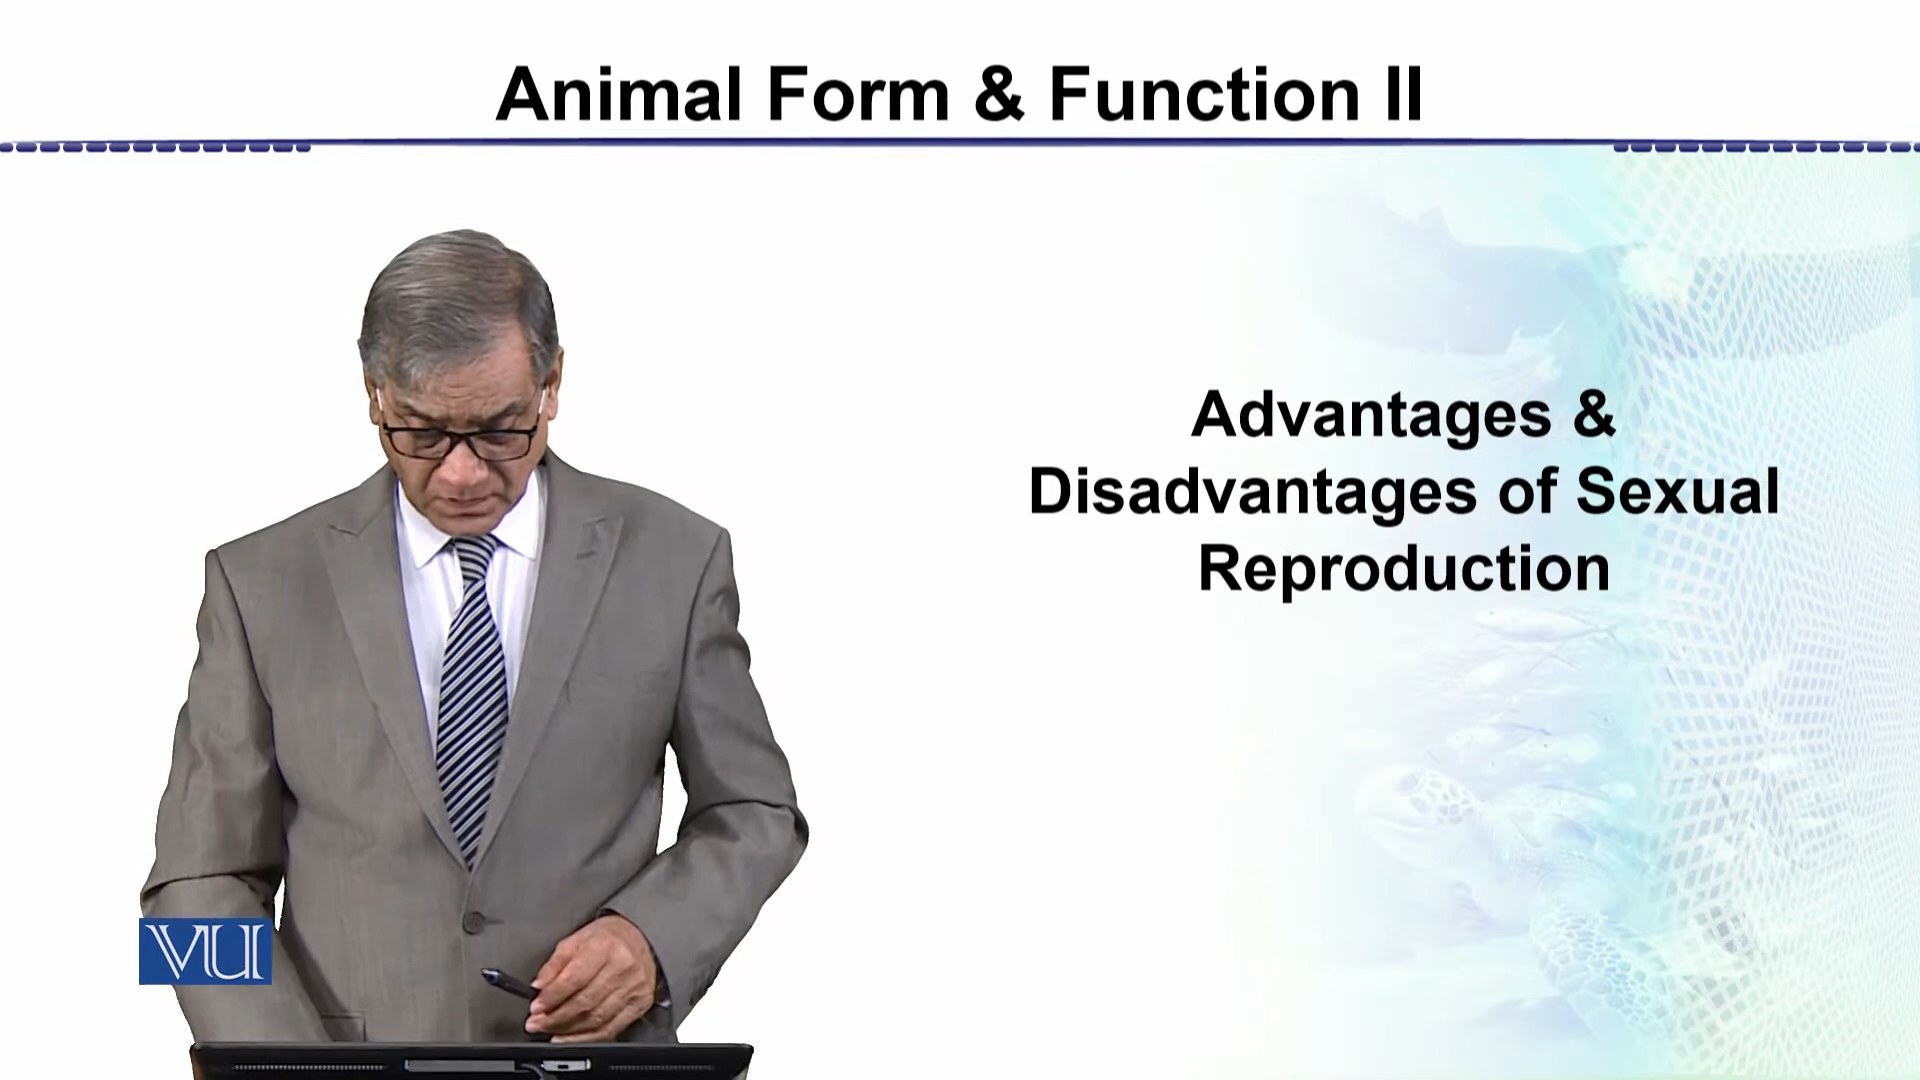 Animal Form & Function II
Advantages &
Disadvantages of Sexual
Reproduction
VU